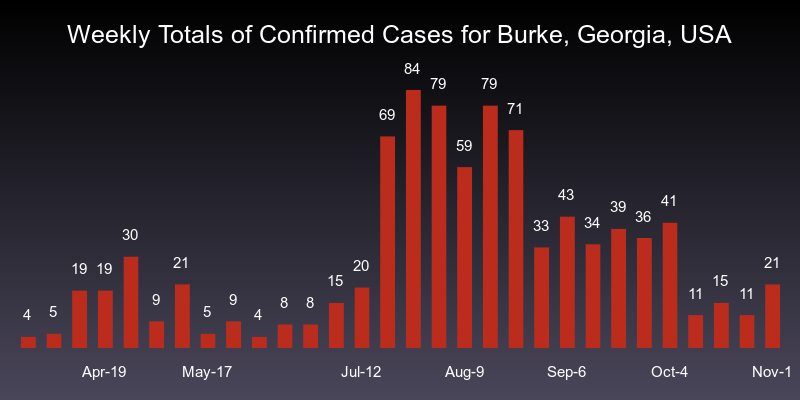 Weekly Totals of Confirmed Cases for Burke, Georgia, USA
4 5 19 19 30 9 21 5 9 4 8 8 15 20 69 84 79 59 79 71 33 43 34 39 36 41 11 15 11 21
Apr-19 May-17 Jul-12 Aug-9 Sep-6 Oct-4 Nov-1